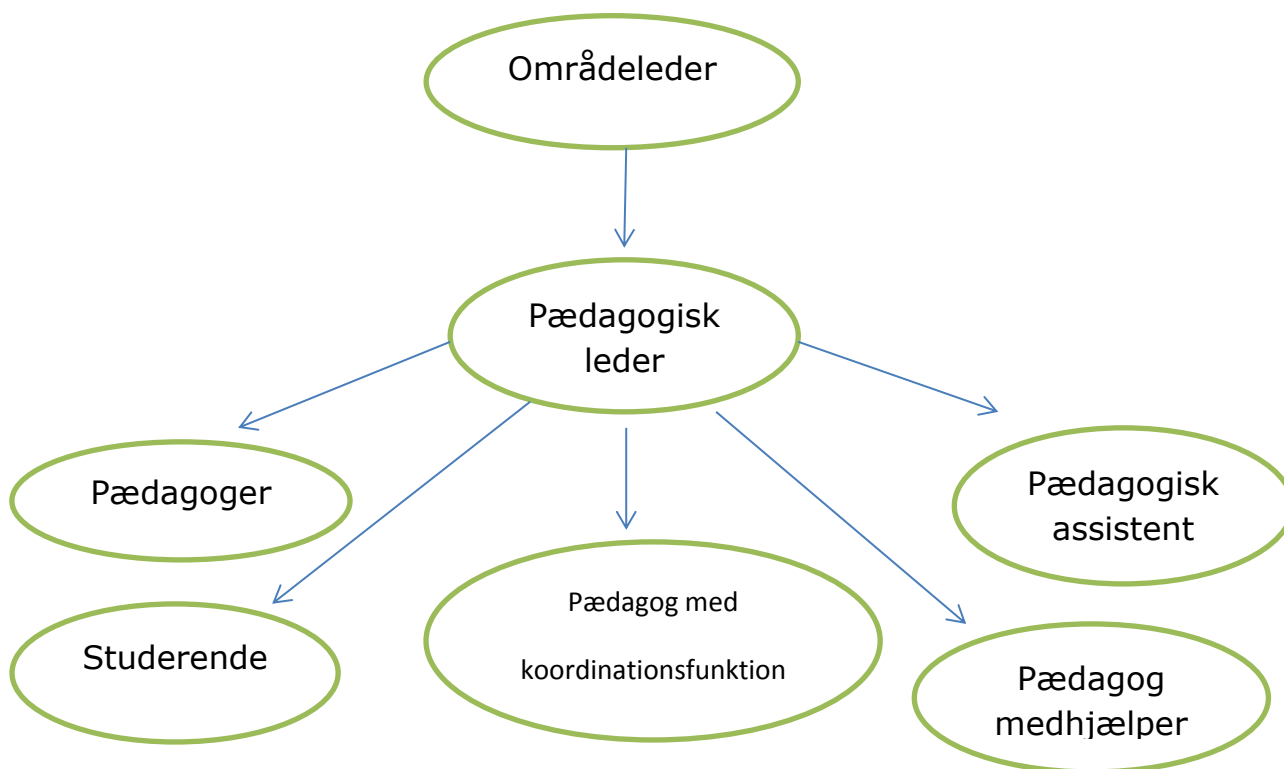 Områdeleder
Pædagogisk
leder
Pædagoger
Pædagogisk
assistent
Studerende
Pædagog med
koordinationsfunktion
Pædagog
medhjælper